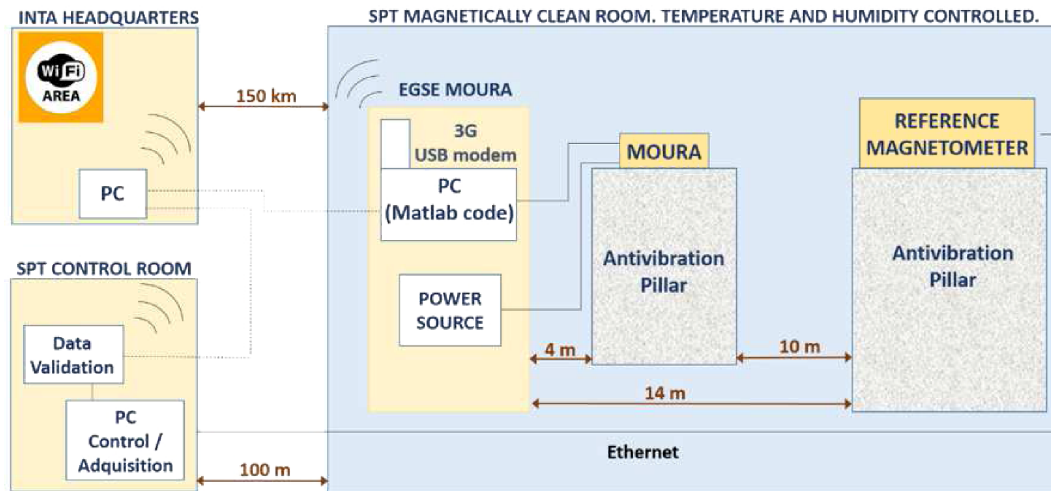 INTA HEADQUARTERS
WiFi
AREA
PC
150 km
SPT CONTROL ROOM
Data
Validation
PC
Control /
Adquisition
100 m
SPT MAGNETICALLY CLEAN ROOM. TEMPERATURE AND HUMIDITY CONTROLLED.
EGSE MOURA
3G
USB modem
PC
(Matlab code)
POWER
SOURCE
MOURA
Antivibration
Pillar
REFERENCE
MAGNETOMETER
Antivibration
Pillar
4 m
10 m
14 m
Ethernet